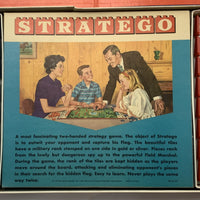 STRATEGO
A most fascinating two-handed strategy game. The object of Stratego
is to outwit your opponent and capture his flag. The beautiful tiles
have a military rank stamped on one side in gold or silver. Pieces rank
from the lowly but dangerous spy up to the powerful Field Marshal.
During the game, the rank of the tiles are kept hidden as the players
move around the board, attacking and eliminating opponent's pieces
in their search for the hidden flag. Easy to learn. Never plays the same
way twice.